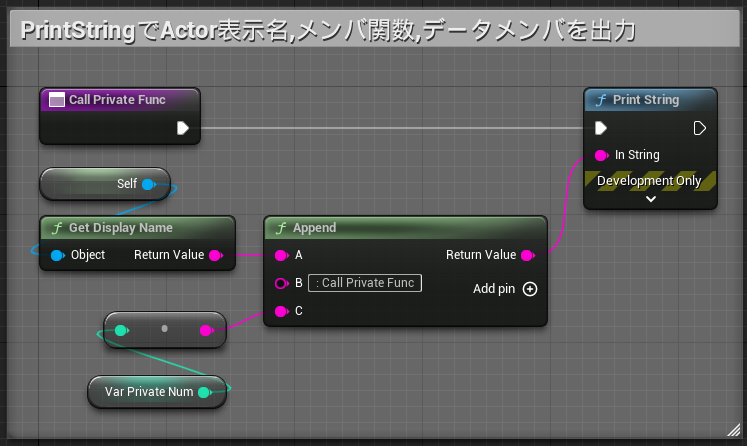 PrintStringでActor表示名,メンバ関数,データメンバを出力
Call Private Func
Print String
In String
Development Only
Self
Get Display Name
Object
Return Value
Append
A
Return Value
B
: Call Private Func
Add pin
C
Var Private Num